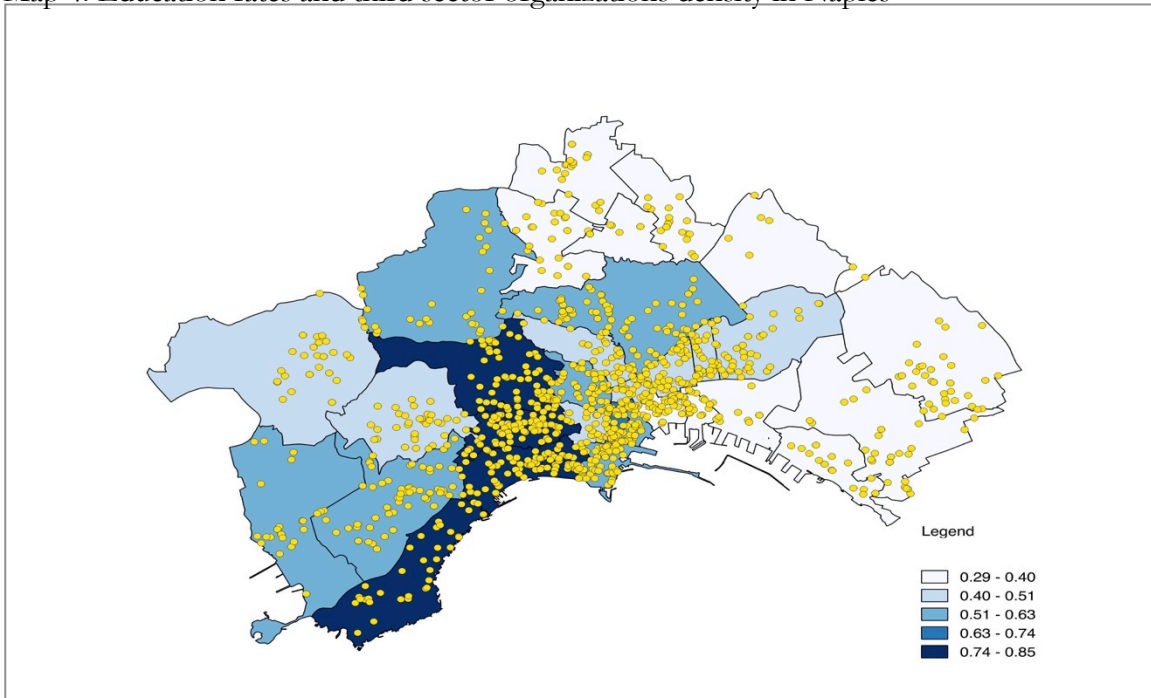 Map 4. Education rates and third sector organizations density in Naples
Legend
0.29 - 0.40
0.40 - 0.51
0.51 - 0.63
0.63 - 0.74
0.74 - 0.85